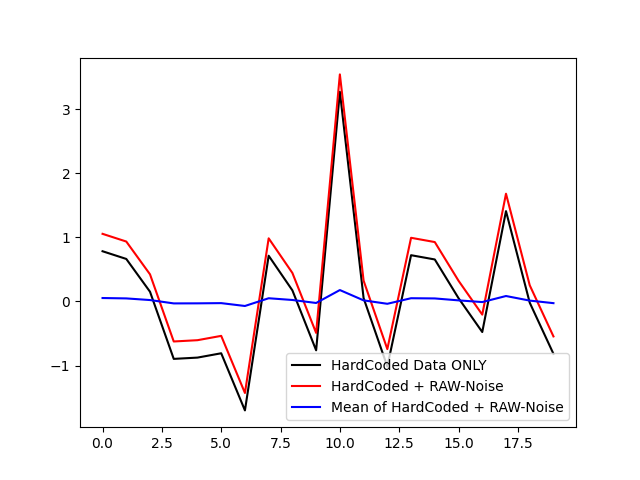 3
2
1
0
−1
0.0 2.5 5.0 7.5 10.0 12.5 15.0 17.5
HardCoded Data ONLY
HardCoded + RAW-Noise
Mean of HardCoded + RAW-Noise